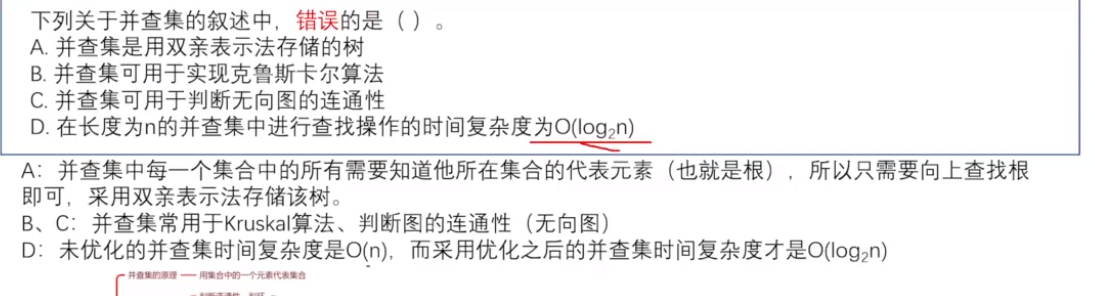 下列关于并查集的叙述中，错误的是（ ）。
A. 并查集是用双亲表示法存储的树
B. 并查集可用于实现克鲁斯卡尔算法
C. 并查集可用于判断无向图的连通性
D. 在长度为n的并查集中进行查找操作的时间复杂度为O(log₂n)
A：并查集中每一个集合中的所有需要知道他所在集合的代表元素（也就是根），所以只需要向上查找根
即可，采用双亲表示法存储该树。
B、C：并查集常用于Kruskal算法、判断图的连通性（无向图）
D：未优化的并查集时间复杂度是O(n)，而采用优化之后的并查集时间复杂度才是O(log₂n)
并查集的原理 用集合中的一个元素代表集合